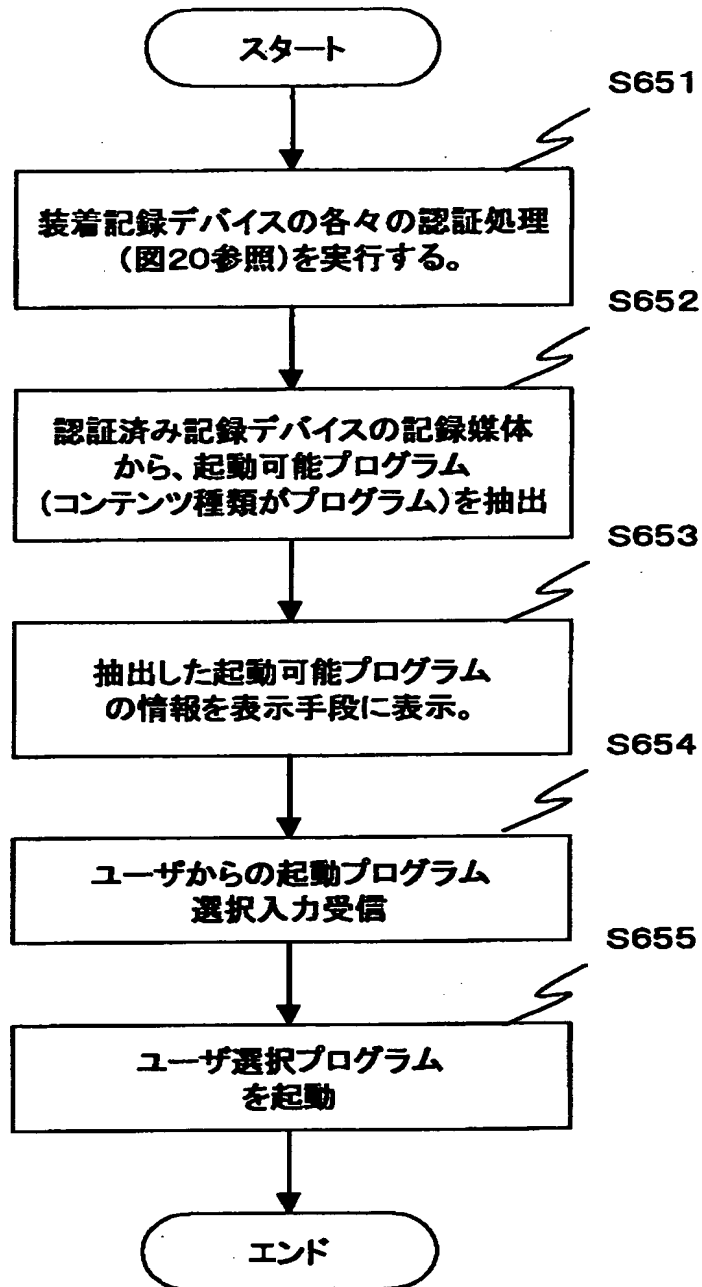 スタート
S651
装着記録デバイスの各々の認証処理
(図20参照)を実行する。
S652
認証済み記録デバイスの記録媒体
から、起動可能プログラム
(コンテンツ種類がプログラム)を抽出
S653
抽出した起動可能プログラム
の情報を表示手段に表示。
S654
ユーザからの起動プログラム
選択入力受信
S655
ユーザ選択プログラム
を起動
エンド